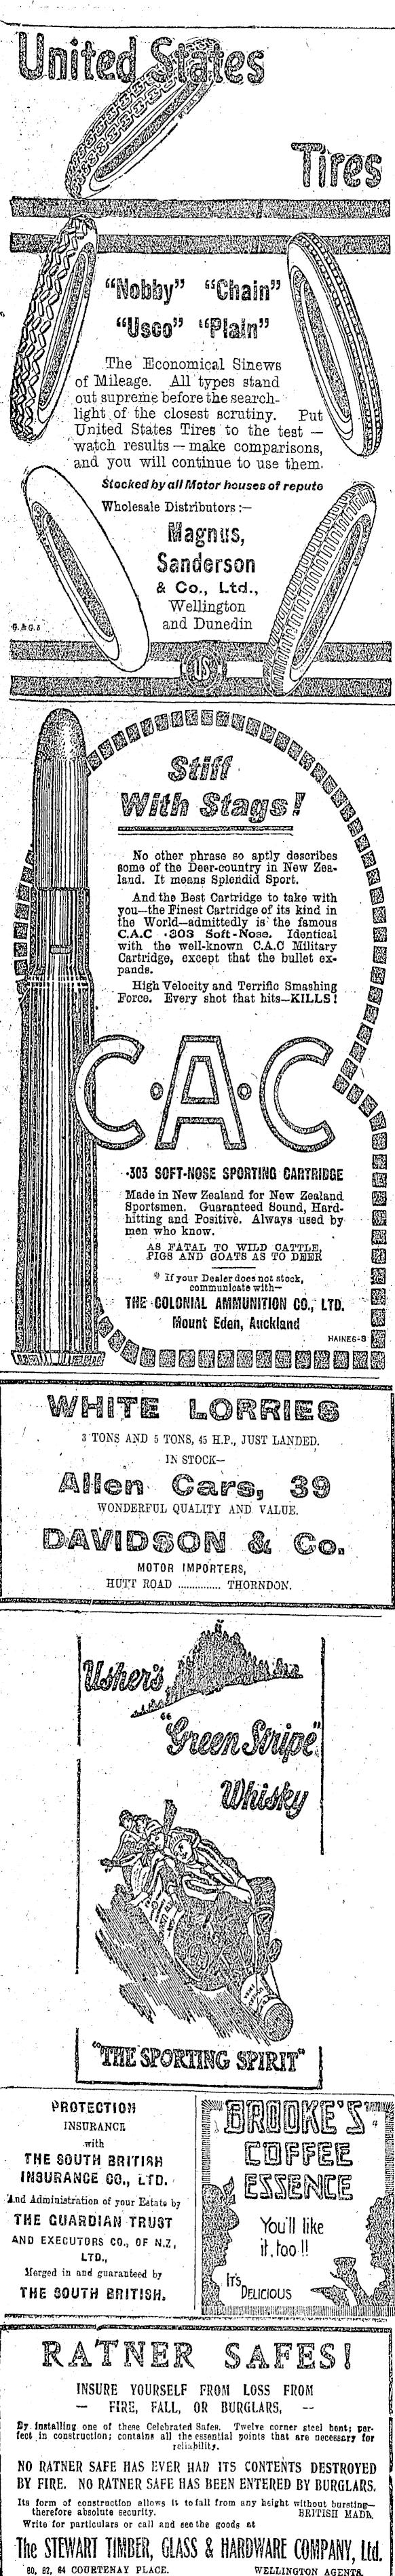 United States
Tires
"Nobby" "Chain"
"Usco" "Plain"
The Economical Sinews
of Mileage. All types stand
out supreme before the search-
light of the closest scrutiny. Put
United States Tires to the test —
watch results — make comparisons,
and you will continue to use them.
Stocked by all Motor houses of repute
Wholesale Distributors :—
Magnus,
Sanderson
& Co., Ltd.,
Wellington
and Dunedin
US
Stiff
With Stags!
No other phrase so aptly describes
some of the Deer-country in New Zea-
land. It means Splendid Sport.
And the Best Cartridge to take with
you—the Finest Cartridge of its kind in
the World—admittedly is the famous
C.A.C ·303 Soft-Nose. Identical
with the well-known C.A.C Military
Cartridge, except that the bullet ex-
pands.
High Velocity and Terrific Smashing
Force. Every shot that hits—KILLS!
C·A·C
·303 SOFT-NOSE SPORTING CARTRIDGE
Made in New Zealand for New Zealand
Sportsmen. Guaranteed Sound, Hard-
hitting and Positive. Always used by
men who know.
AS FATAL TO WILD CATTLE,
PIGS AND GOATS AS TO DEER
If your Dealer does not stock,
communicate with—
THE COLONIAL AMMUNITION CO., LTD.
Mount Eden, Auckland
HAINES-3
WHITE LORRIES
3 TONS AND 5 TONS, 45 H.P., JUST LANDED.
IN STOCK—
Allen Cars, 39
WONDERFUL QUALITY AND VALUE.
DAVIDSON & Co.
MOTOR IMPORTERS,
HUTT ROAD .............. THORNDON.
Usher's
"Green Stripe"
Whisky
"THE SPORTING SPIRIT"
PROTECTION
INSURANCE
with
THE SOUTH BRITISH
INSURANCE CO., LTD.
And Administration of your Estate by
THE GUARDIAN TRUST
AND EXECUTORS CO., OF N.Z,
LTD.,
Merged in and guaranteed by
THE SOUTH BRITISH.
BROOKE'S
COFFEE
ESSENCE
You'll like
it, too!!
It's
DELICIOUS
RATNER SAFES!
INSURE YOURSELF FROM LOSS FROM
— FIRE, FALL, OR BURGLARS, —
By installing one of these Celebrated Safes. Twelve corner steel bent; per-
fect in construction; contains all the essential points that are necessary for
reliability.
NO RATNER SAFE HAS EVER HAD ITS CONTENTS DESTROYED
BY FIRE. NO RATNER SAFE HAS BEEN ENTERED BY BURGLARS.
Its form of construction allows it to fall from any height without bursting—
therefore absolute security. BRITISH MADE.
Write for particulars or call and see the goods at
The STEWART TIMBER, GLASS & HARDWARE COMPANY, Ltd.
60, 62, 64 COURTENAY PLACE. WELLINGTON AGENTS.